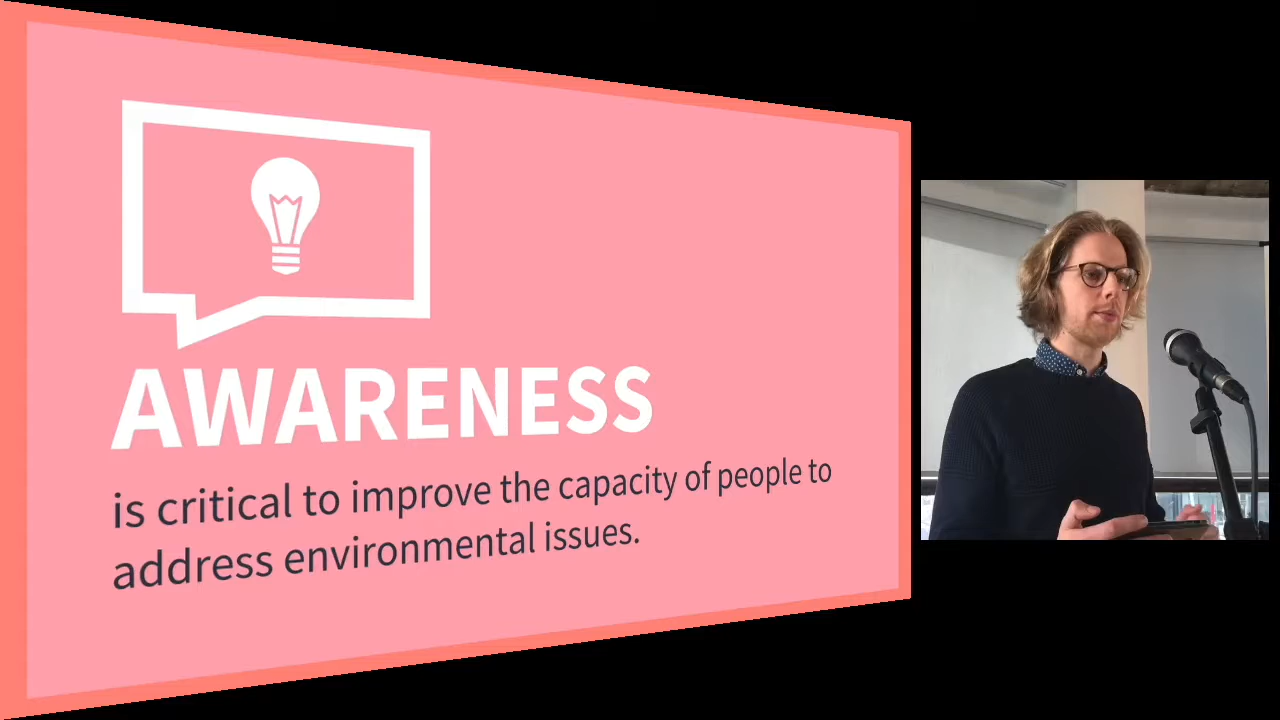 AWARENESS
is critical to improve the capacity of people to
address environmental issues.